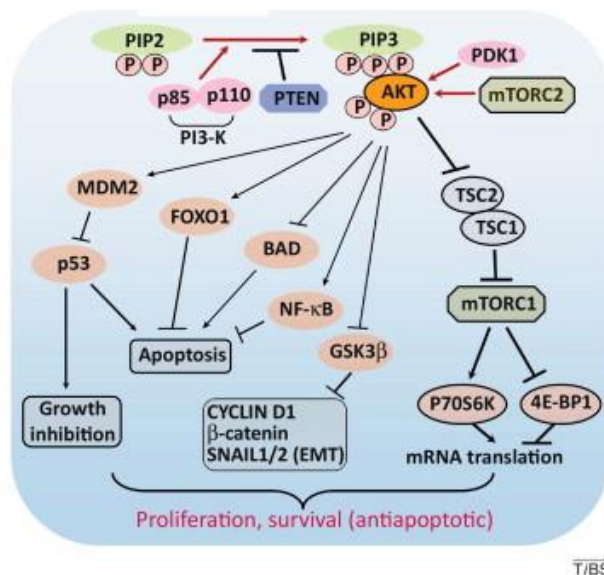 PIP2
PIP3
P P
P P P
PDK1
p85 p110
PTEN
AKT
mTORC2
P P
PI3-K
MDM2
TSC2
FOXO1
TSC1
p53
BAD
NF-κB
mTORC1
Apoptosis
GSK3β
Growth
inhibition
CYCLIN D1
β-catenin
SNAIL1/2 (EMT)
P70S6K
4E-BP1
mRNA translation
Proliferation, survival (antiapoptotic)
T/BS